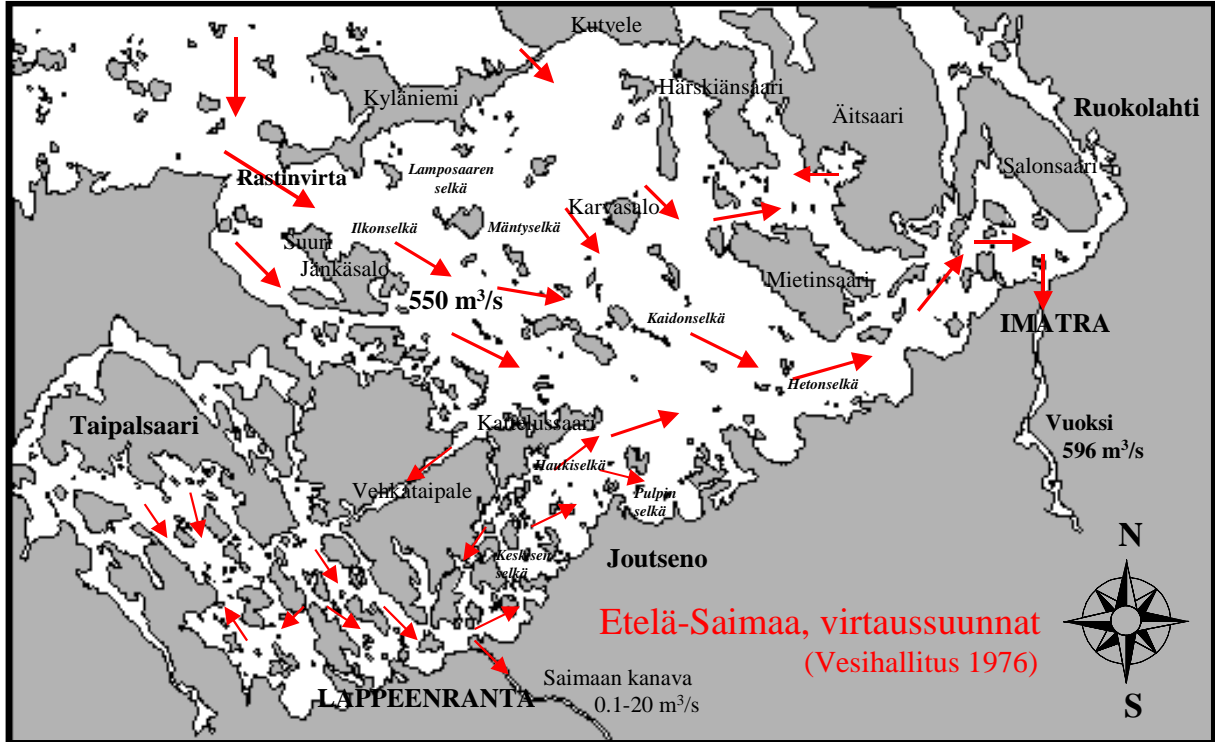 Kutvele
Härskiänsaari
Kyläniemi
Ruokolahti
Äitsaari
Salonsaari
Lamposaaren
selkä
Rastinvirta
Karvasalo
Ilkonselkä
Mäntyselkä
Suuri
Jänkäsalo
Mietinsaari
550 m³/s
Kaidonselkä
IMATRA
Hetonselkä
Kattelussaari
Taipalsaari
Vuoksi
596 m³/s
Haukiselkä
Vehkataipale
Pulpin
selkä
Keskisen
selkä
Joutseno
N
Etelä-Saimaa, virtaussuunnat
(Vesihallitus 1976)
Saimaan kanava
0.1-20 m³/s
LAPPEENRANTA
S